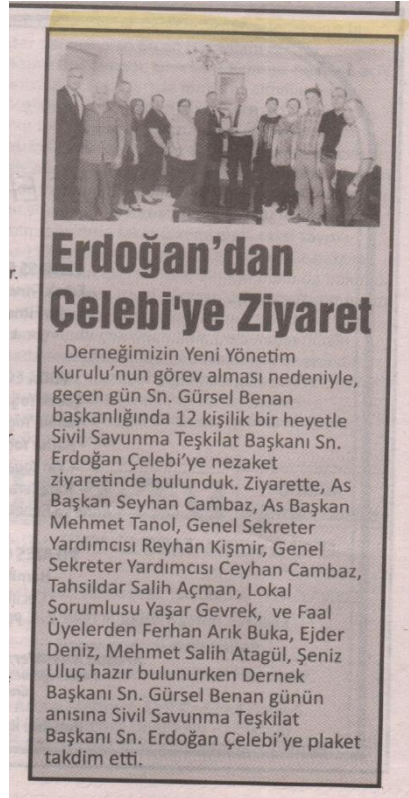 Erdoğan'dan
Çelebi'ye Ziyaret
Derneğimizin Yeni Yönetim
Kurulu'nun görev alması nedeniyle,
geçen gün Sn. Gürsel Benan
başkanlığında 12 kişilik bir heyetle
Sivil Savunma Teşkilat Başkanı Sn.
Erdoğan Çelebi'ye nezaket
ziyaretinde bulunduk. Ziyarette, As
Başkan Seyhan Cambaz, As Başkan
Mehmet Tanol, Genel Sekreter
Yardımcısı Reyhan Kişmir, Genel
Sekreter Yardımcısı Ceyhan Cambaz,
Tahsildar Salih Açman, Lokal
Sorumlusu Yaşar Gevrek, ve Faal
Üyelerden Ferhan Arık Buka, Ejder
Deniz, Mehmet Salih Atagül, Şeniz
Uluç hazır bulunurken Dernek
Başkanı Sn. Gürsel Benan günün
anısına Sivil Savunma Teşkilat
Başkanı Sn. Erdoğan Çelebi'ye plaket
takdim etti.